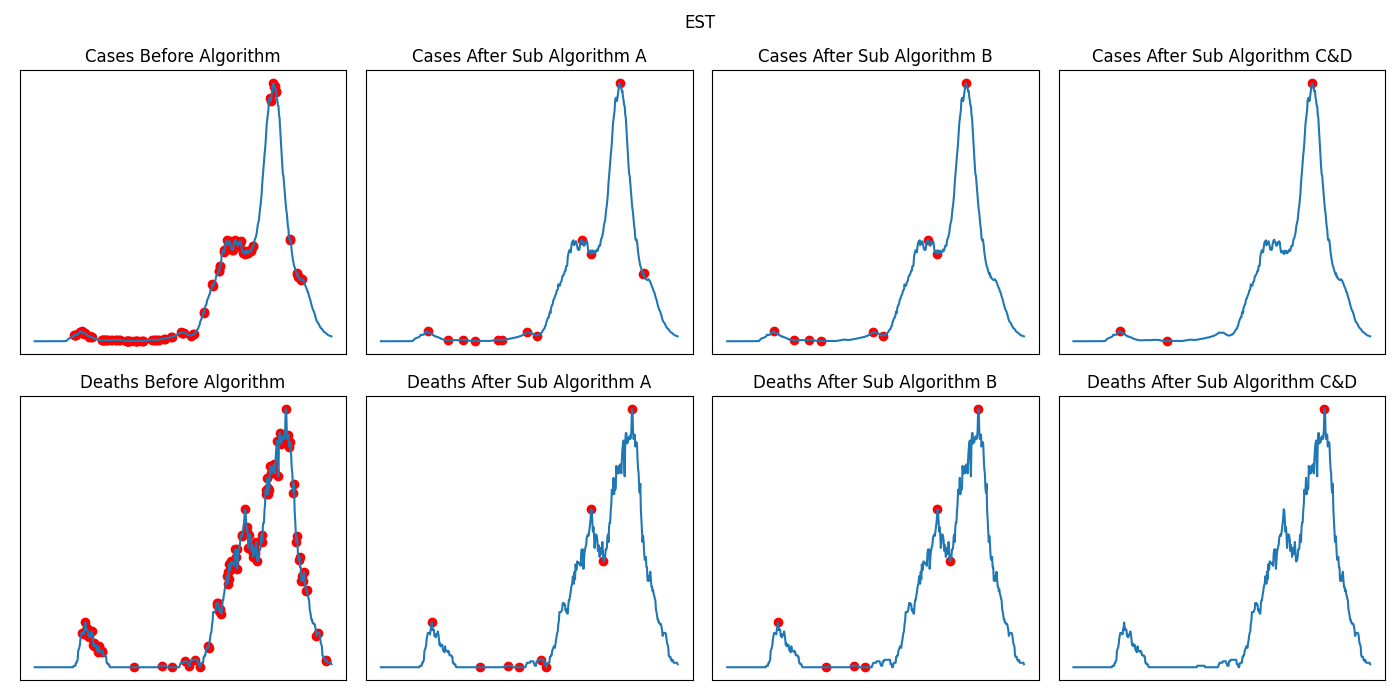 EST
Cases Before Algorithm
Cases After Sub Algorithm A
Cases After Sub Algorithm B
Cases After Sub Algorithm C&D
Deaths Before Algorithm
Deaths After Sub Algorithm A
Deaths After Sub Algorithm B
Deaths After Sub Algorithm C&D